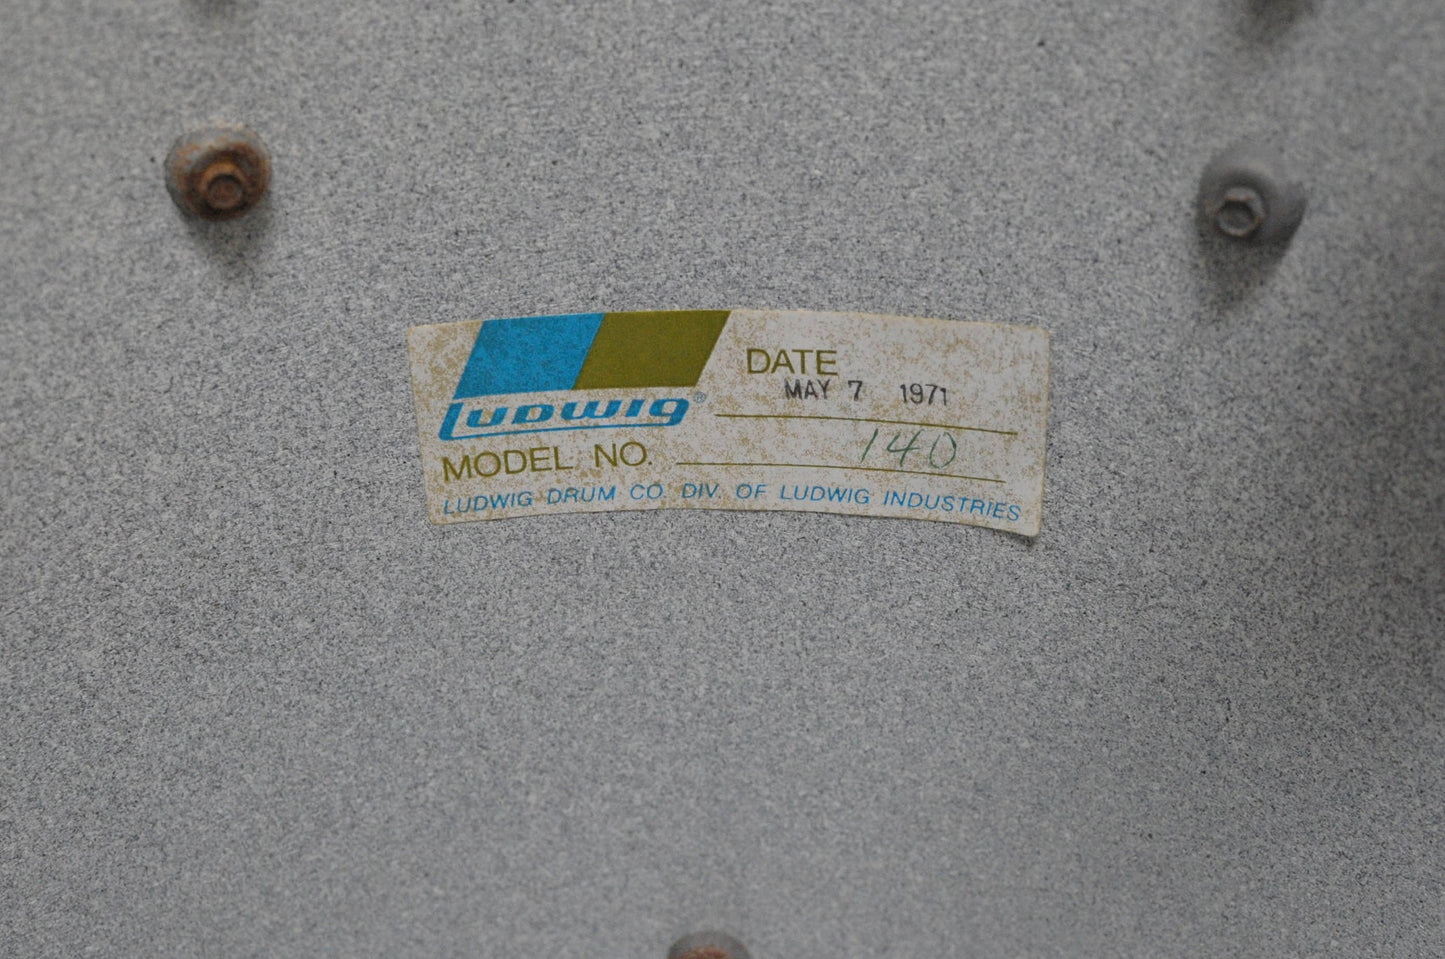 DATE
MAY 7 1971
Ludwig®
MODEL NO. 140
LUDWIG DRUM CO. DIV. OF LUDWIG INDUSTRIES